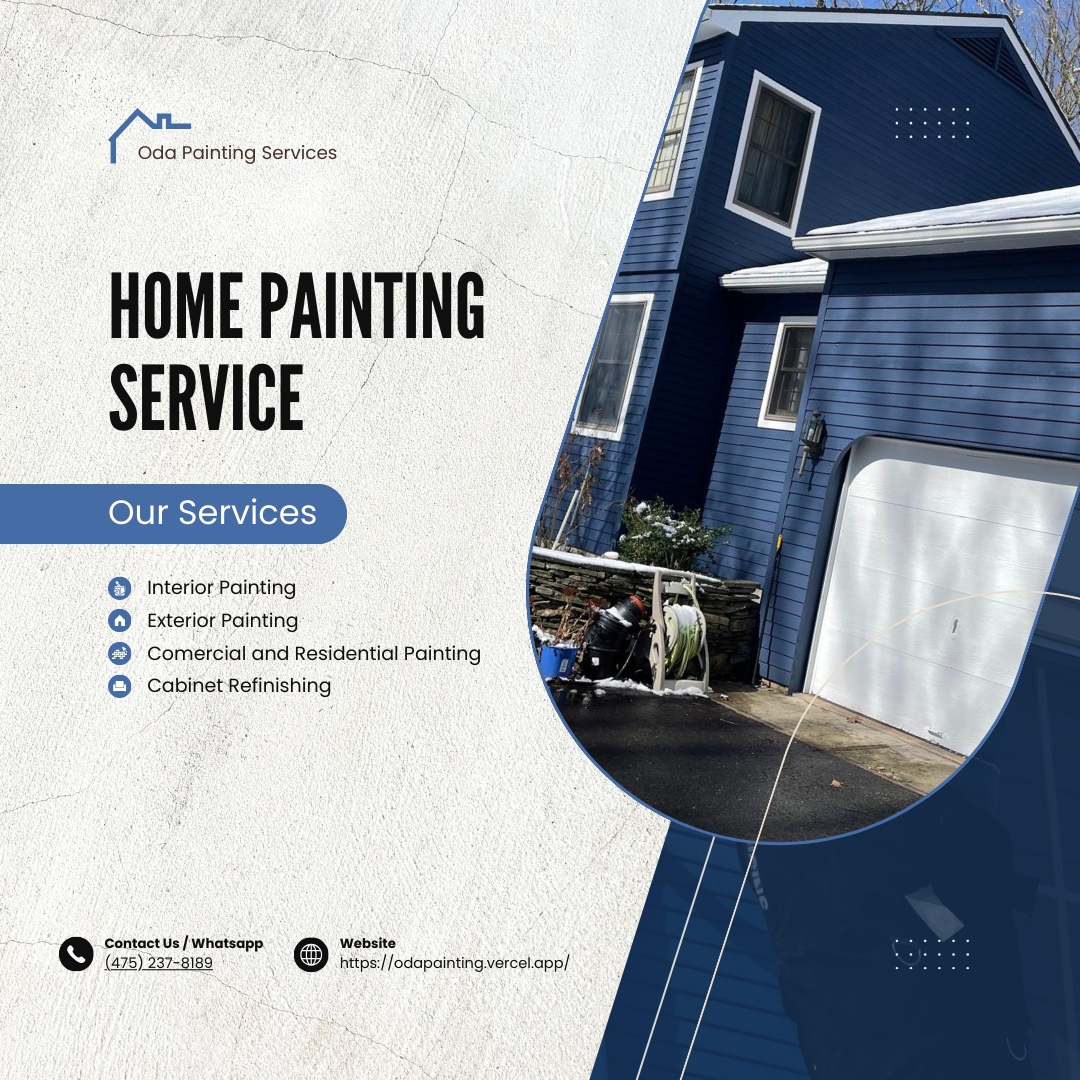 Oda Painting Services
HOME PAINTING
SERVICE
Our Services
Interior Painting
Exterior Painting
Comercial and Residential Painting
Cabinet Refinishing
Contact Us / Whatsapp
(475) 237-8189
Website
https://odapainting.vercel.app/